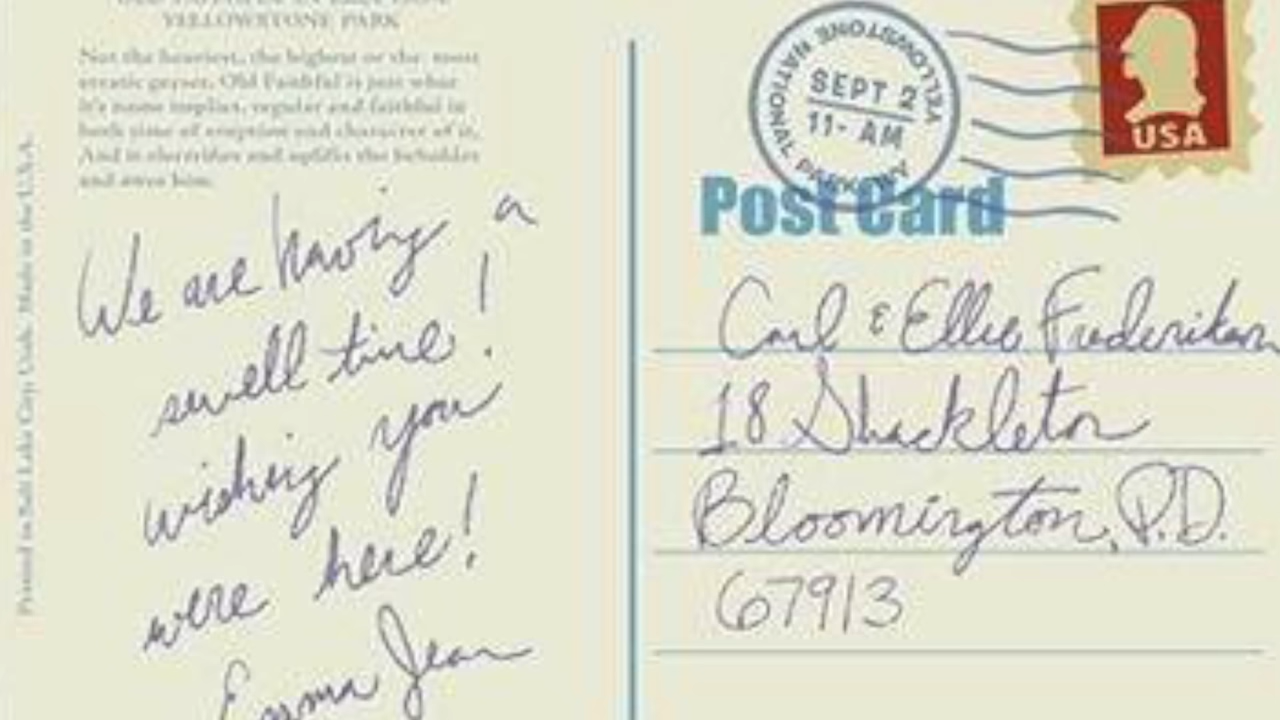 YELLOWSTONE PARK
Not the heaviest, the highest or the most
erratic geyser, Old Faithful is just what
it's name implies, regular and faithful in
both time of eruption and character of it.
And it electrifies and uplifts the beholder
and awes him.
Printed in Salt Lake City, Utah. Made in the U.S.A.
We are having a
swell time!
wishing you
were here!
Emma Jean
YELLOWSTONE
NATIONAL PARK, WY
SEPT 2
11- AM
USA
Post Card
Carl & Ellie Frederiksen
18 Shackleton
Bloomington, P.D.
67913